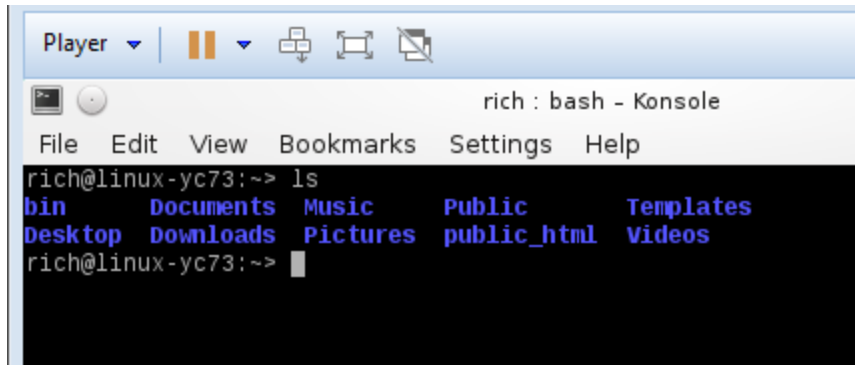 Player
rich : bash – Konsole
File Edit View Bookmarks Settings Help
rich@linux-yc73:~> ls
bin Documents Music Public Templates
Desktop Downloads Pictures public_html Videos
rich@linux-yc73:~>